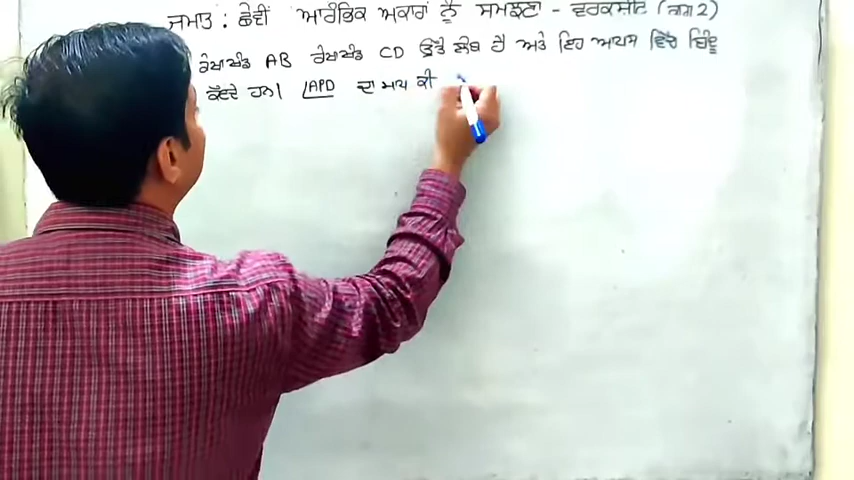 ਜਮਾਤ : ਛੇਵੀਂ ਆਰੰਭਿਕ ਅਕਾਰਾਂ ਨੂੰ ਸਮਝਣਾ - ਵਰਕਸ਼ੀਟ (ਭਾਗ 2)
ਰੇਖਾਖੰਡ AB ਰੇਖਾਖੰਡ CD ਉੱਤੇ ਲੰਬ ਹੈ ਅਤੇ ਇਹ ਆਪਸ ਵਿੱਚ ਬਿੰਦੂ
ਕੱਟਦੇ ਹਨ। ∠APD ਦਾ ਮਾਪ ਕੀ